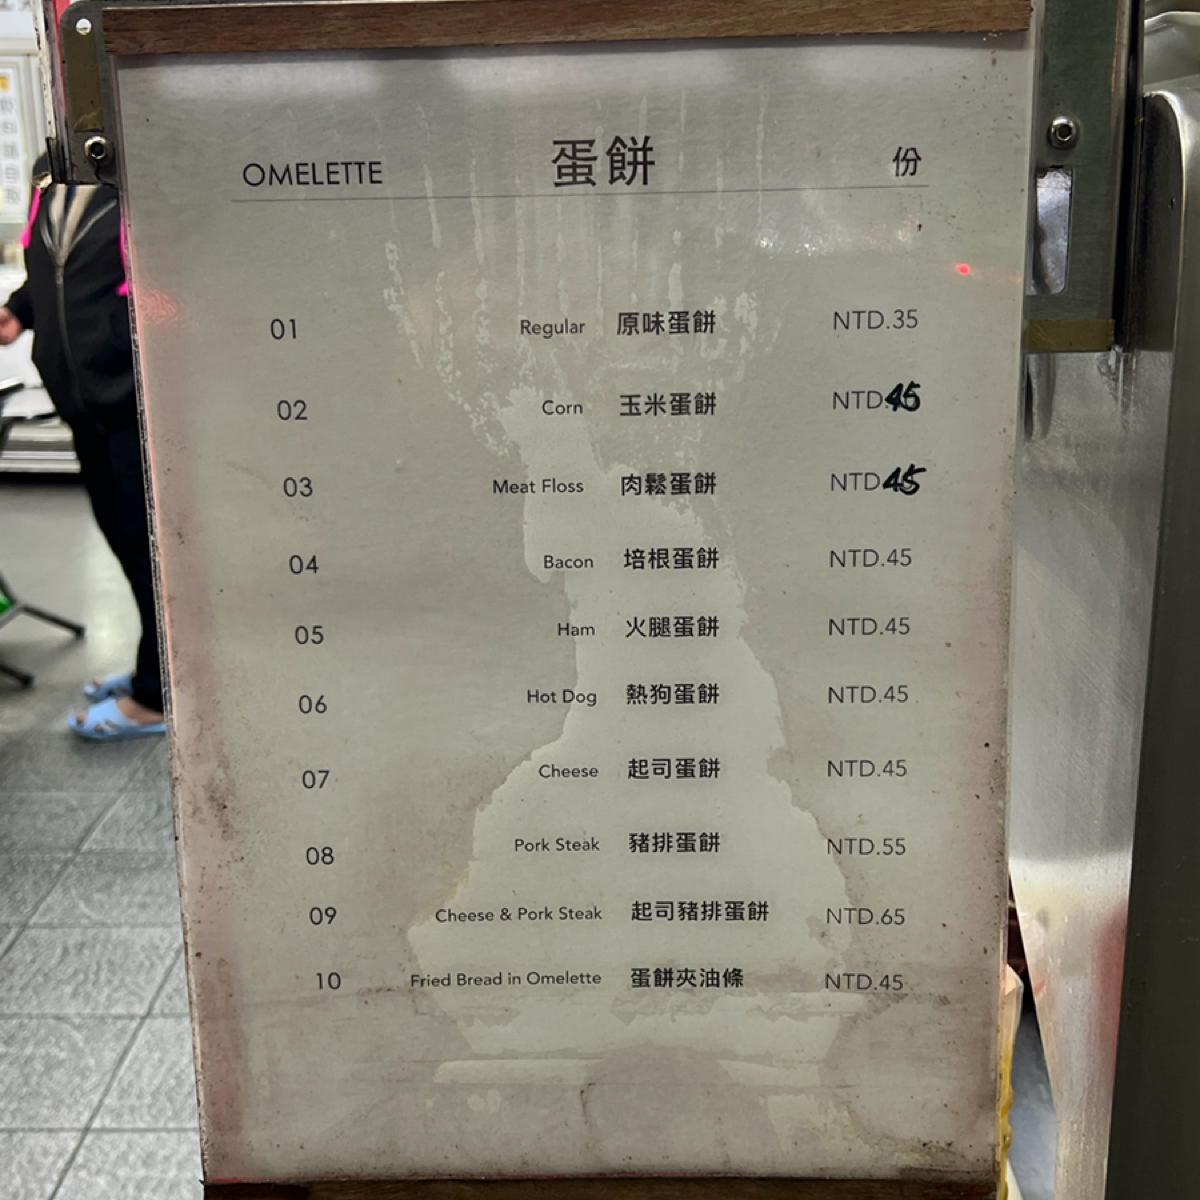 OMELETTE 蛋餅 份
01 Regular 原味蛋餅 NTD.35
02 Corn 玉米蛋餅 NTD.45
03 Meat Floss 肉鬆蛋餅 NTD.45
04 Bacon 培根蛋餅 NTD.45
05 Ham 火腿蛋餅 NTD.45
06 Hot Dog 熱狗蛋餅 NTD.45
07 Cheese 起司蛋餅 NTD.45
08 Pork Steak 豬排蛋餅 NTD.55
09 Cheese & Pork Steak 起司豬排蛋餅 NTD.65
10 Fried Bread in Omelette 蛋餅夾油條 NTD.45